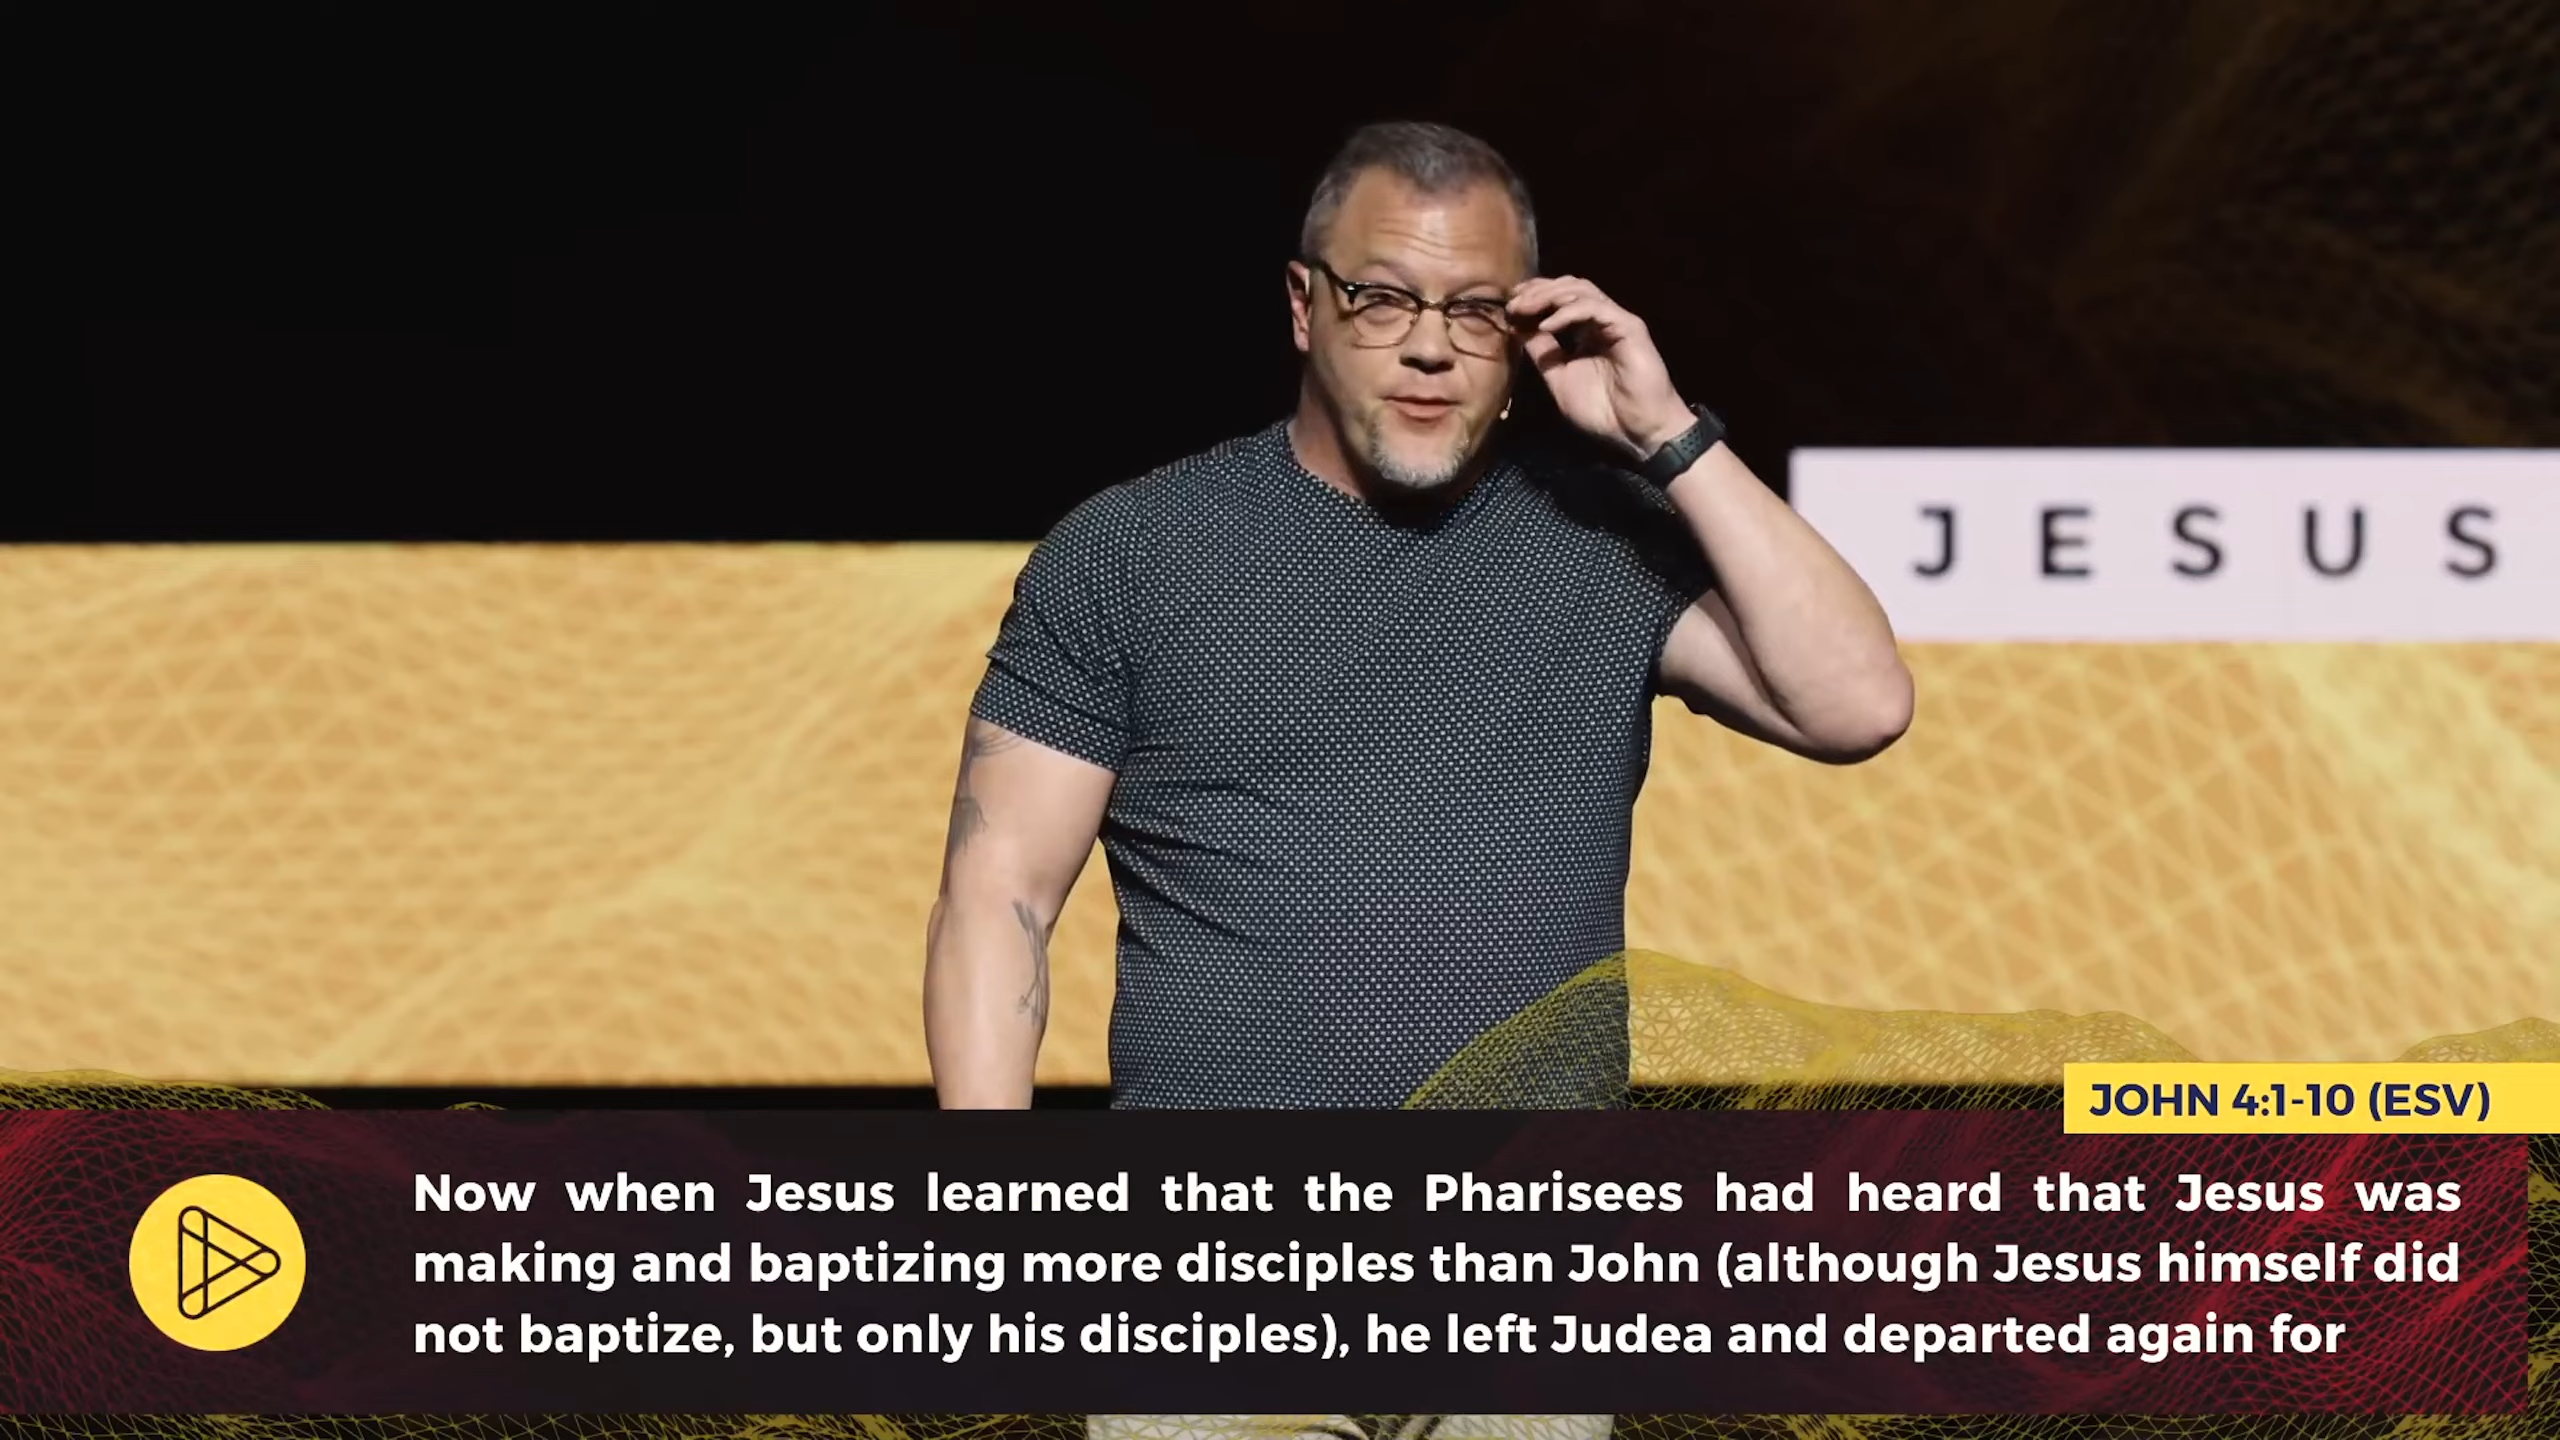 JESUS
JOHN 4:1-10 (ESV)
Now when Jesus learned that the Pharisees had heard that Jesus was
making and baptizing more disciples than John (although Jesus himself did
not baptize, but only his disciples), he left Judea and departed again for